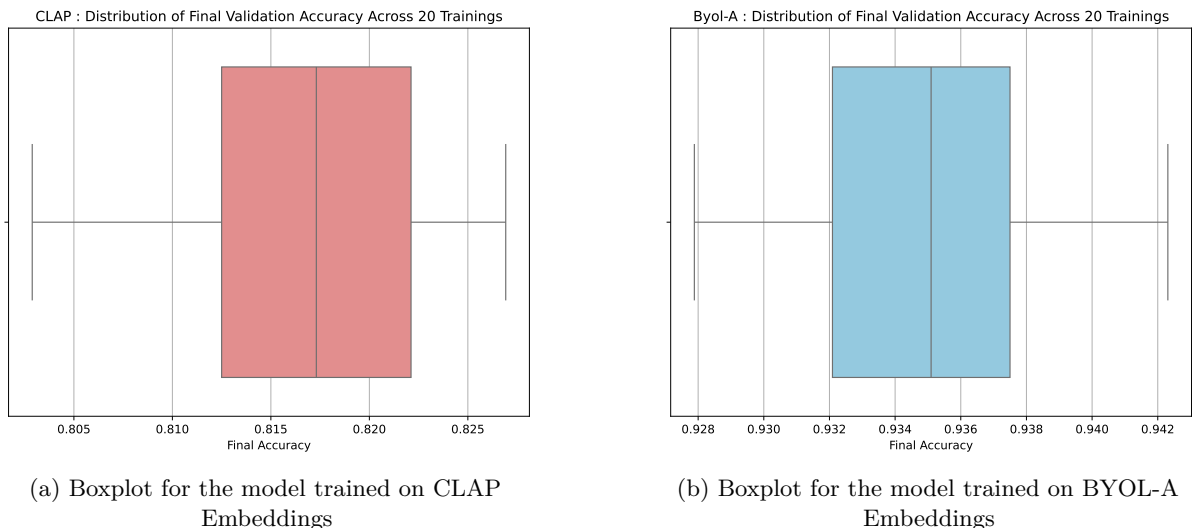 CLAP : Distribution of Final Validation Accuracy Across 20 Trainings
0.805 0.810 0.815 0.820 0.825
Final Accuracy
(a) Boxplot for the model trained on CLAP
Embeddings
Byol-A : Distribution of Final Validation Accuracy Across 20 Trainings
0.928 0.930 0.932 0.934 0.936 0.938 0.940 0.942
Final Accuracy
(b) Boxplot for the model trained on BYOL-A
Embeddings